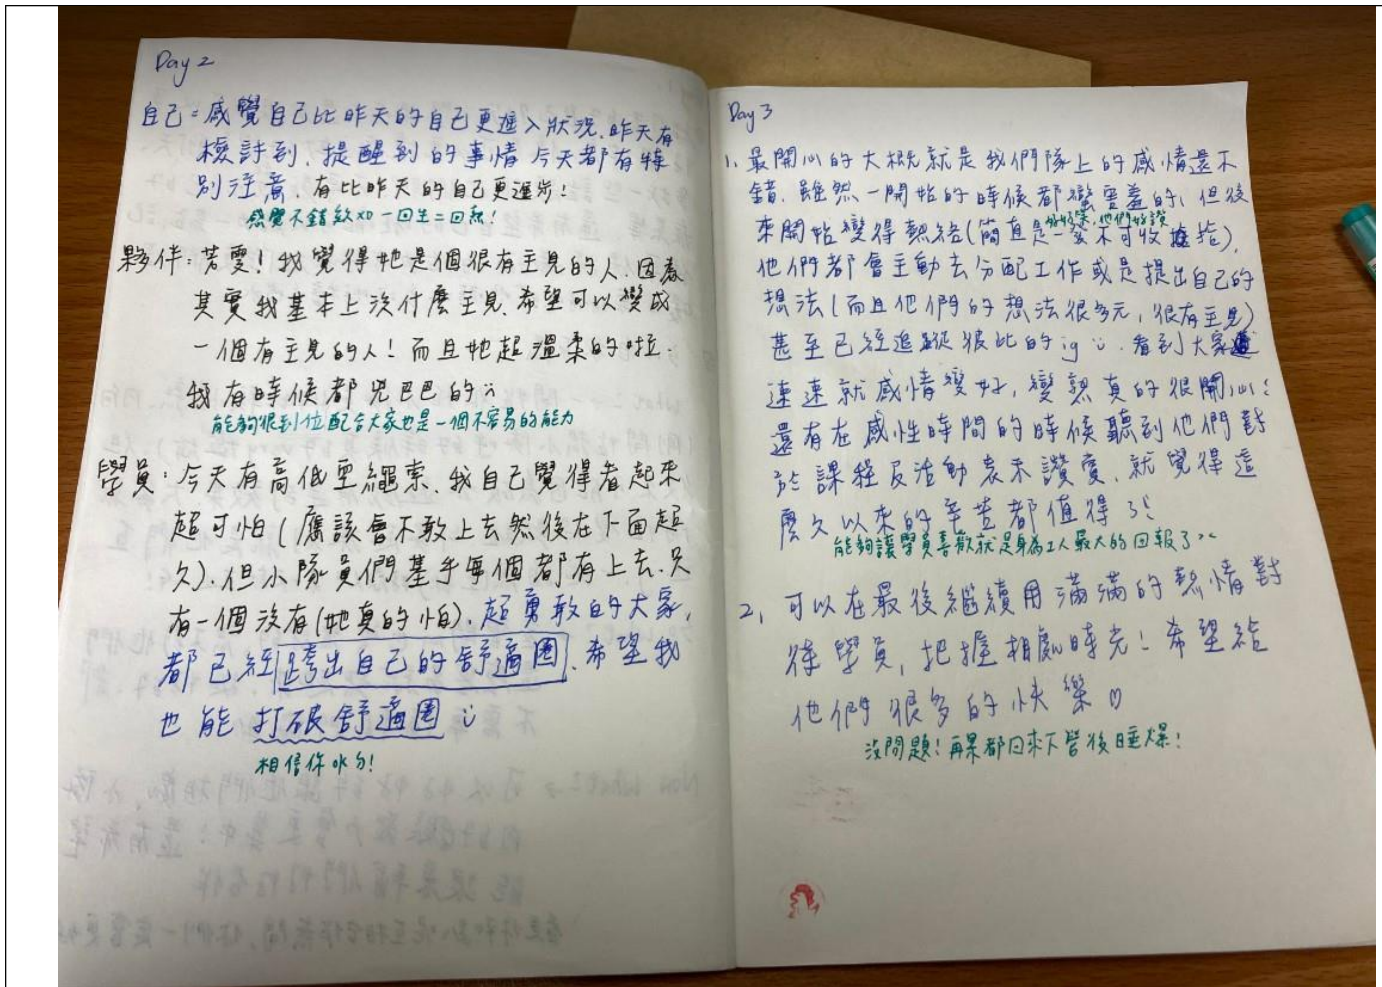 Day 2
自己:感覺自己比昨天的自己更進入狀況、昨天有
檢討到、提醒到的事情今天都有特
別注意、有比昨天的自己更進步!
感覺不錯欸xd 一回生二回熟!
夥伴:若雯!我覺得她是個很有主見的人、因為
其實我基本上沒什麼主見、希望可以變成
一個有主見的人!而且她超溫柔的啦、
我有時候都兇巴巴的
能夠很到位配合大家也是一個不容易的能力
學員:今天有高低空繩索、我自己覺得看起來
超可怕(應該會不敢上去然後在下面超
久)、但小隊員們基乎每個都有上去、只
有一個沒有(她真的怕)、超勇敢的大家,
都已經跨出自己的舒適圈、希望我
也能打破舒適圈
相信你水分!
Day 3
1、最開心的大概就是我們隊上的感情還不
錯、雖然一開始的時候都蠻害羞的、但後
來開始變得熱絡(簡直是一發不可收拾)、
他們都會主動去分配工作或是提出自己的
想法(而且他們的想法很多元,很有主見)
甚至已經追蹤彼此的ig、看到大家
速速就感情變好,變熟真的很開心!
還有在感性時間的時候聽到他們對
於課程及活動表示讚賞、就覺得這
麼久以來的辛苦都值得了!
能夠讓學員喜歡就是身為工人最大的回報了
2、可以在最後繼續用滿滿的熱情對
待學員,把握相處時光!希望給
他們很多的快樂♡
沒問題!再累都回來下營後睡爆!